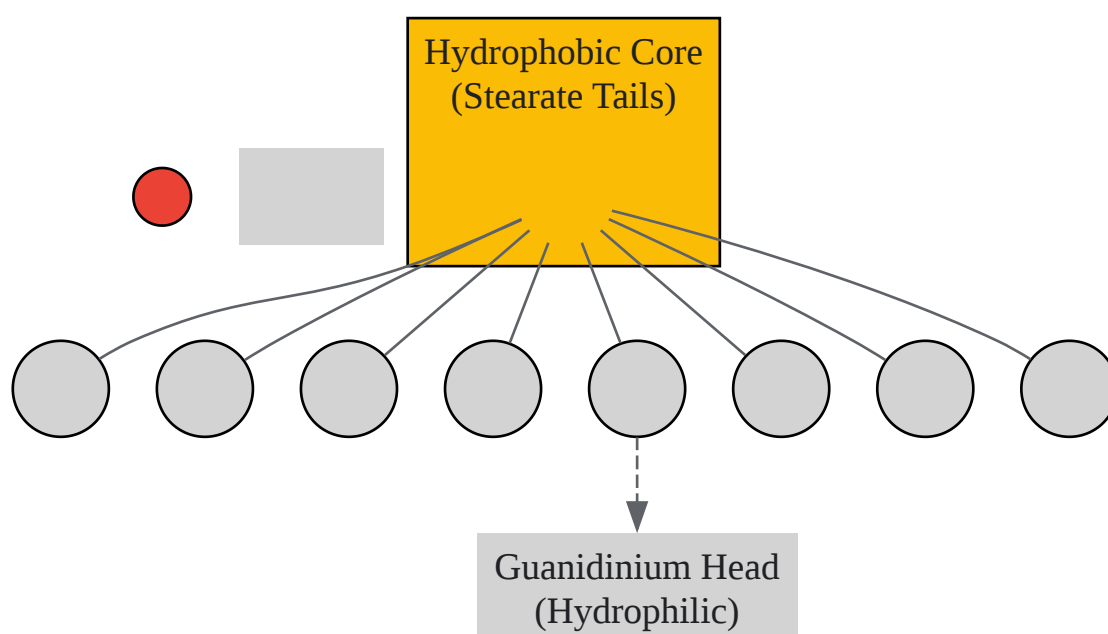 Hydrophobic Core
(Stearate Tails)
Guanidinium Head
(Hydrophilic)